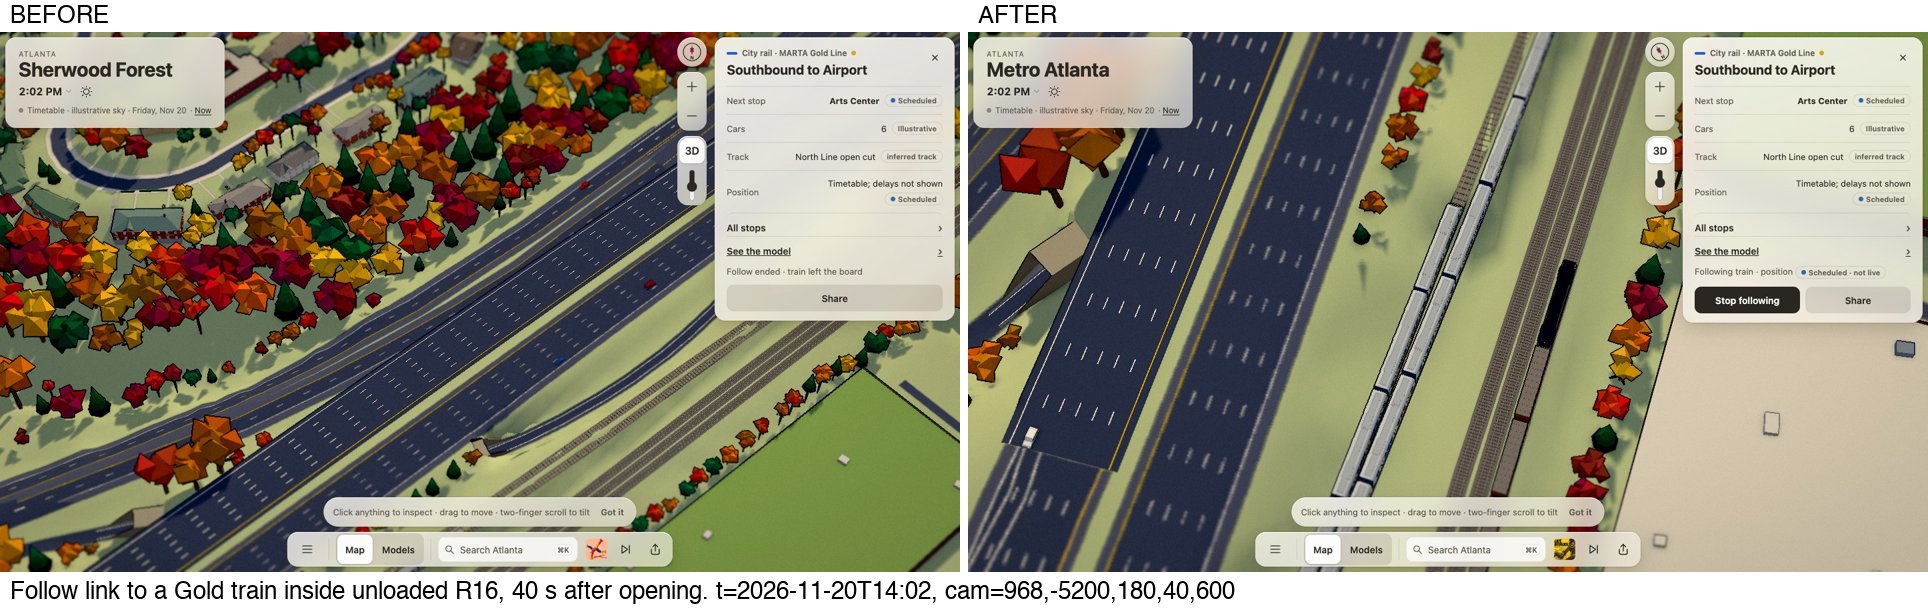 BEFORE
ATLANTA
Sherwood Forest
2:02 PM
Timetable · illustrative sky · Friday, Nov 20 · Now
N
3D
City rail · MARTA Gold Line
Southbound to Airport
Next stop Arts Center Scheduled
Cars 6 Illustrative
Track North Line open cut inferred track
Position Timetable; delays not shown
Scheduled
All stops
See the model
Follow ended · train left the board
Share
Click anything to inspect · drag to move · two-finger scroll to tilt Got it
Map Models Search Atlanta ⌘K
AFTER
ATLANTA
Metro Atlanta
2:02 PM
Timetable · illustrative sky · Friday, Nov 20 · Now
3D
City rail · MARTA Gold Line
Southbound to Airport
Next stop Arts Center Scheduled
Cars 6 Illustrative
Track North Line open cut inferred track
Position Timetable; delays not shown
Scheduled
All stops
See the model
Following train · position Scheduled · not live
Stop following Share
Click anything to inspect · drag to move · two-finger scroll to tilt Got it
Map Models Search Atlanta ⌘K
Follow link to a Gold train inside unloaded R16, 40 s after opening. t=2026-11-20T14:02, cam=968,-5200,180,40,600